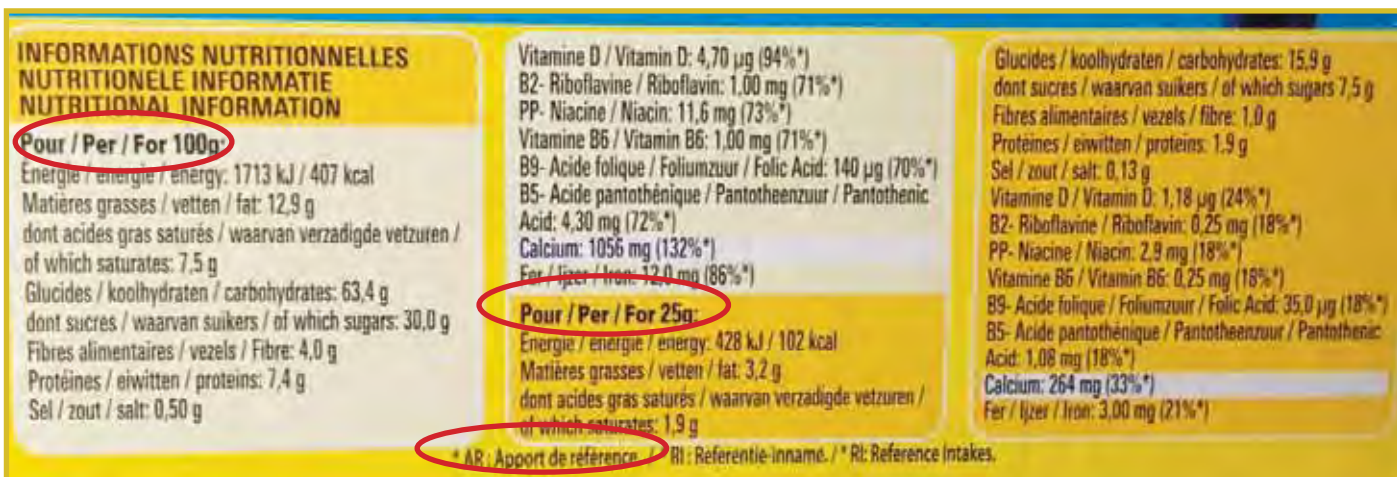 INFORMATIONS NUTRITIONNELLES
NUTRITIONELE INFORMATIE
NUTRITIONAL INFORMATION
Pour / Per / For 100g:
Energie / energie / energy: 1713 kJ / 407 kcal
Matières grasses / vetten / fat: 12,9 g
dont acides gras saturés / waarvan verzadigde vetzuren /
of which saturates: 7,5 g
Glucides / koolhydraten / carbohydrates: 63,4 g
dont sucres / waarvan suikers / of which sugars: 30,0 g
Fibres alimentaires / vezels / Fibre: 4,0 g
Protéines / eiwitten / proteins: 7,4 g
Sel / zout / salt: 0,50 g
Vitamine D / Vitamin D: 4,70 µg (94%*)
B2- Riboflavine / Riboflavin: 1,00 mg (71%*)
PP- Niacine / Niacin: 11,6 mg (73%*)
Vitamine B6 / Vitamin B6: 1,00 mg (71%*)
B9- Acide folique / Foliumzuur / Folic Acid: 140 µg (70%*)
B5- Acide pantothénique / Pantotheenzuur / Pantothenic
Acid: 4,30 mg (72%*)
Calcium: 1056 mg (132%*)
Fer / Ijzer / Iron: 12,0 mg (86%*)
Pour / Per / For 25g:
Energie / energie / energy: 428 kJ / 102 kcal
Matières grasses / vetten / fat: 3,2 g
dont acides gras saturés / waarvan verzadigde vetzuren /
of which saturates: 1,9 g
Glucides / koolhydraten / carbohydrates: 15,9 g
dont sucres / waarvan suikers / of which sugars 7,5 g
Fibres alimentaires / vezels / fibre: 1,0 g
Protéines / eiwitten / proteins: 1,9 g
Sel / zout / salt: 0,13 g
Vitamine D / Vitamin D: 1,18 µg (24%*)
B2- Riboflavine / Riboflavin: 0,25 mg (18%*)
PP- Niacine / Niacin: 2,9 mg (18%*)
Vitamine B6 / Vitamin B6: 0,25 mg (18%*)
B9- Acide folique / Foliumzuur / Folic Acid: 35,0 µg (18%*)
B5- Acide pantothénique / Pantotheenzuur / Pantothenic
Acid: 1,08 mg (18%*)
Calcium: 264 mg (33%*)
Fer / Ijzer / Iron: 3,00 mg (21%*)
* AR : Apport de référence. / * RI : Referentie-inname. / * RI: Reference Intakes.